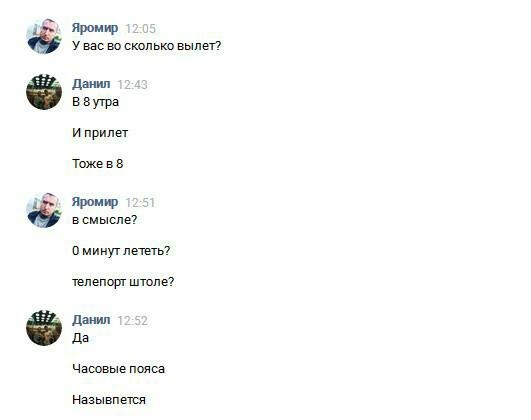 Яромир 12:05
У вас во сколько вылет?
Данил 12:43
В 8 утра
И прилет
Тоже в 8
Яромир 12:51
в смысле?
0 минут лететь?
телепорт штоле?
Данил 12:52
Да
Часовые пояса
Назывпется